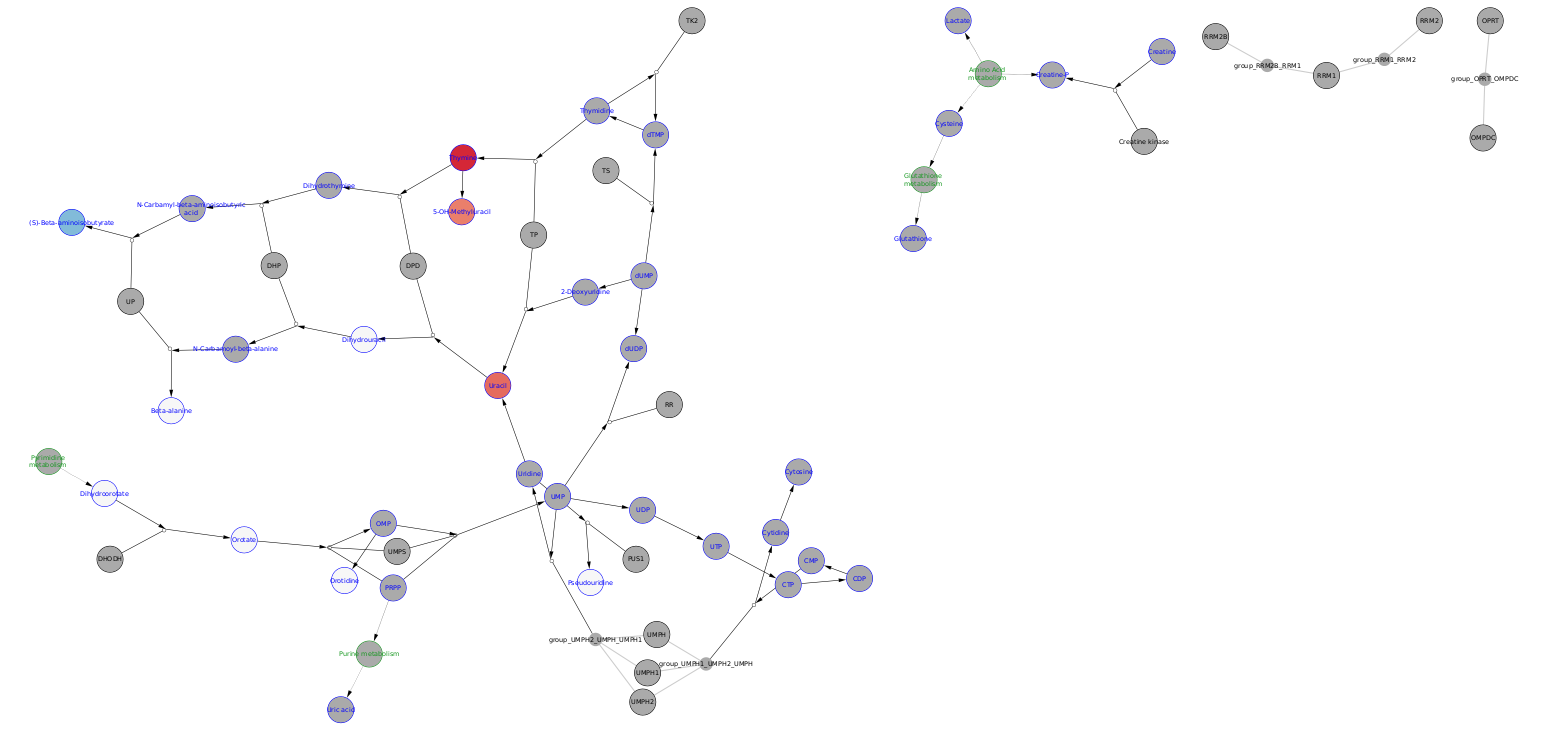 TK2
Lactate
RRM2
OPRT
RRM2B
Creatine
group_RRM1_RRM2
group_RRM2B_RRM1
Amino Acid
metabolism
Creatine-P
RRM1
group_OPRT_OMPDC
Thymidine
Cysteine
dTMP
Creatine kinase
OMPDC
Thymine
TS
Glutathione
metabolism
Dihydrothymine
N-Carbamyl-beta-aminoisobutyric
acid
5-OH-Methyluracil
(S)-Beta-aminoisobutyrate
TP
Glutathione
DHP
DPD
dUMP
2-Deoxyuridine
UP
Dihydrouracil
N-Carbamoyl-beta-alanine
dUDP
Uracil
RR
Beta-alanine
Pyrimidine
metabolism
Uridine
Cytosine
Dihydroorotate
UMP
UDP
OMP
Cytidine
Orotate
UTP
UMPS
DHODH
PUS1
CMP
CDP
Orotidine
PRPP
Pseudouridine
CTP
UMPH
group_UMPH2_UMPH_UMPH1
Purine metabolism
group_UMPH1_UMPH2_UMPH
UMPH1
UMPH2
Uric acid